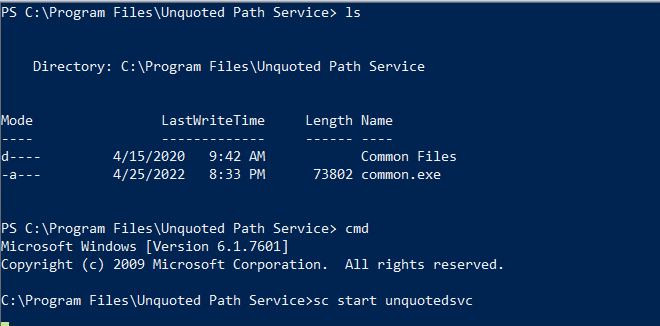 PS C:\Program Files\Unquoted Path Service> ls
Directory: C:\Program Files\Unquoted Path Service
Mode LastWriteTime Length Name
---- ------------- ------ ----
d---- 4/15/2020 9:42 AM Common Files
-a--- 4/25/2022 8:33 PM 73802 common.exe
PS C:\Program Files\Unquoted Path Service> cmd
Microsoft Windows [Version 6.1.7601]
Copyright (c) 2009 Microsoft Corporation. All rights reserved.
C:\Program Files\Unquoted Path Service>sc start unquotedsvc